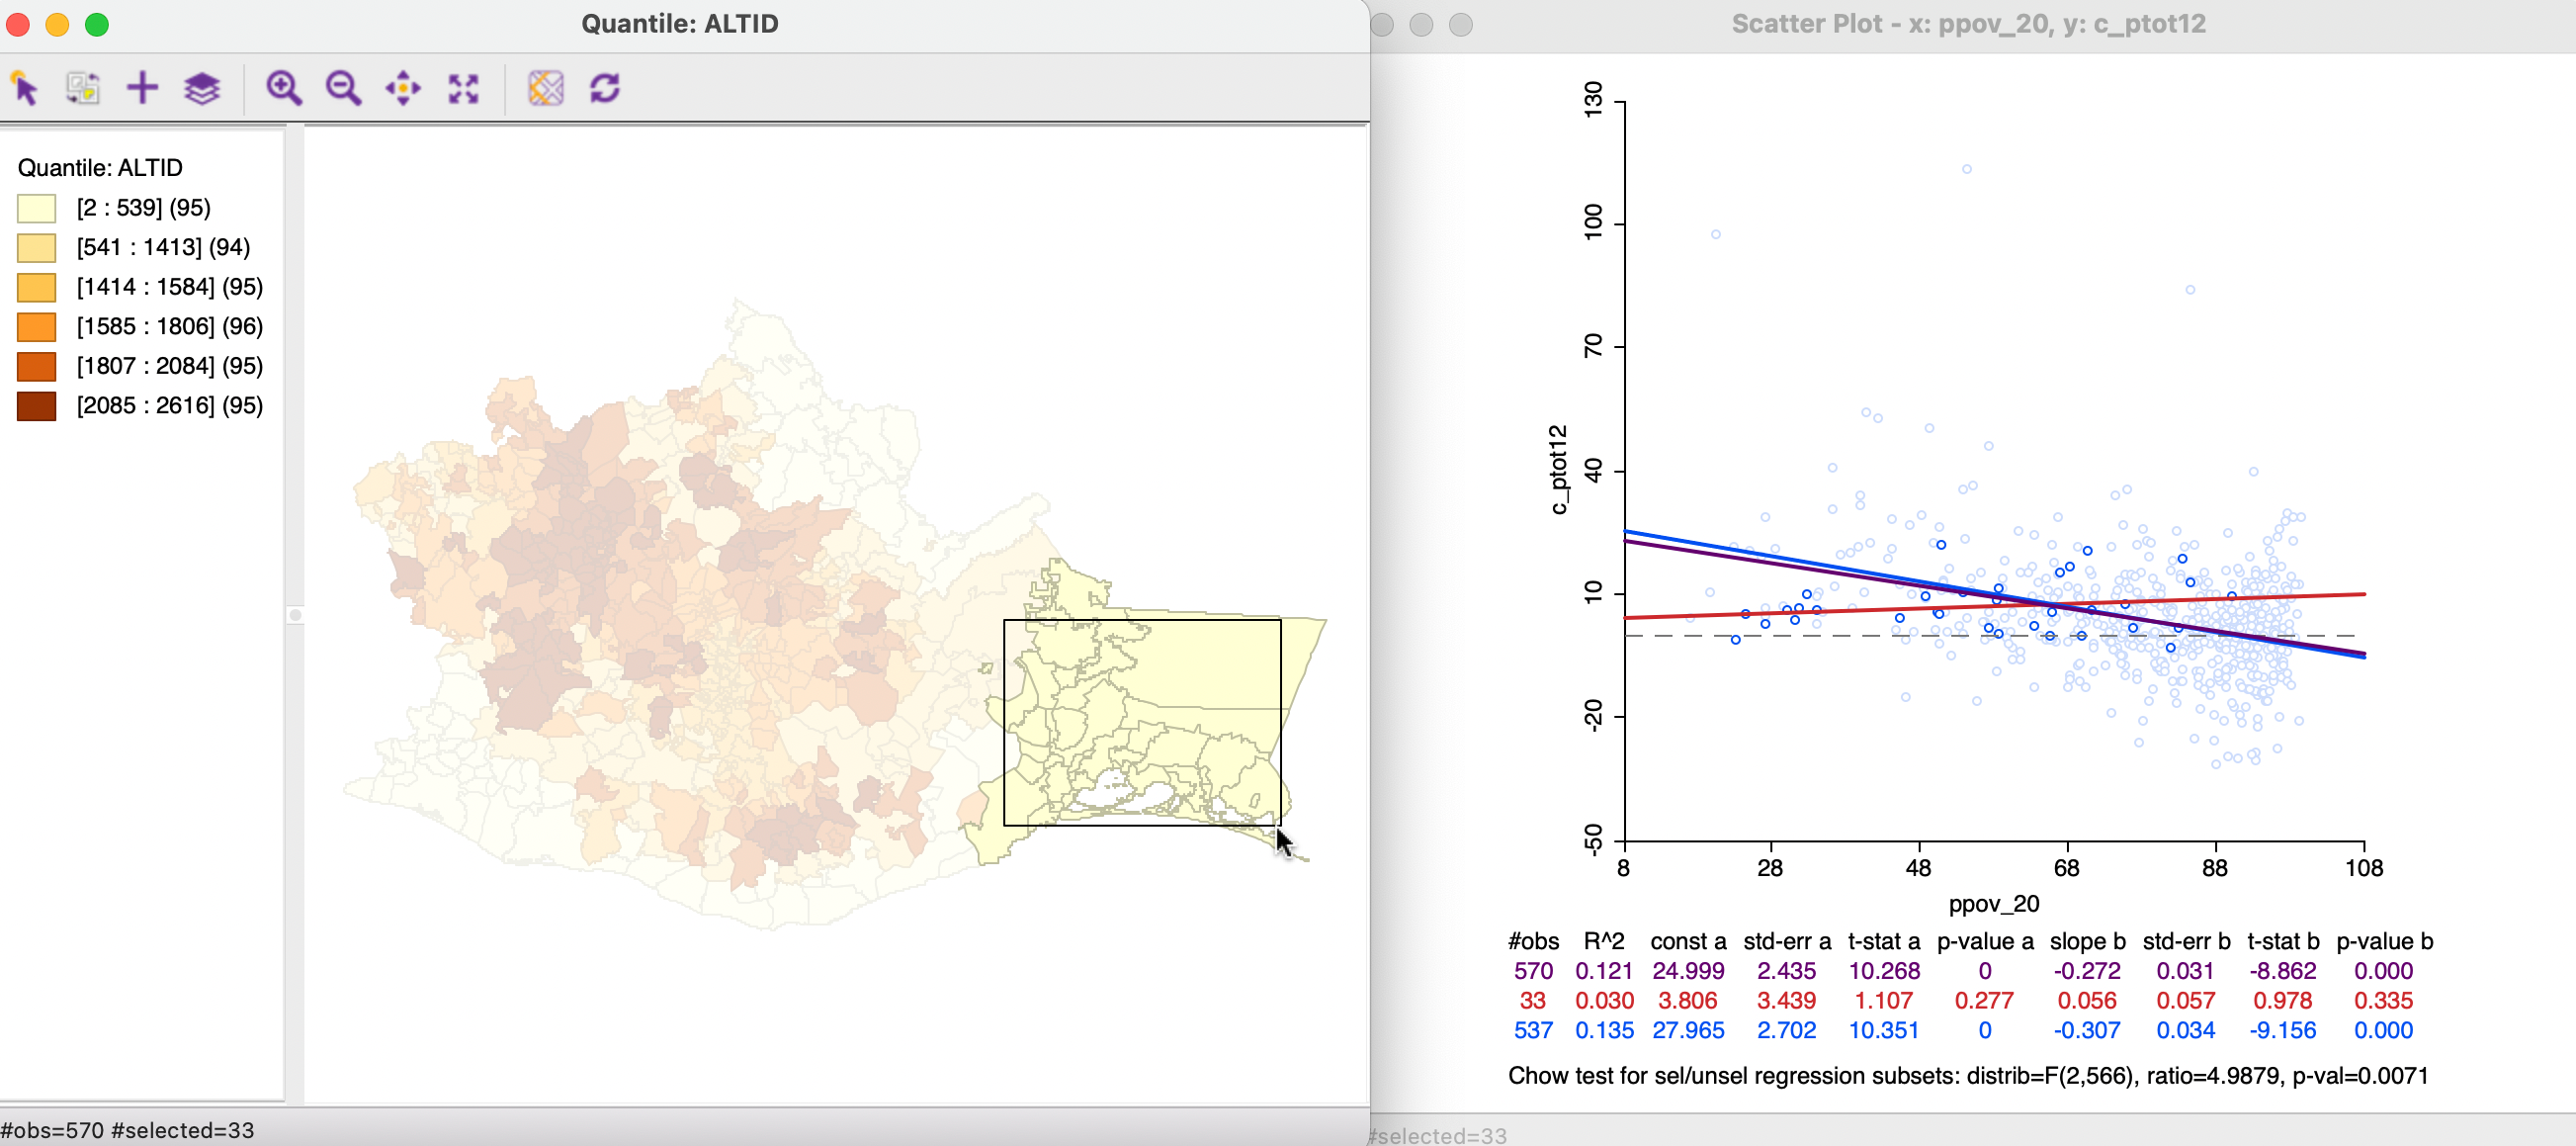 Quantile: ALTID
Quantile: ALTID
[2 : 539] (95)
[541 : 1413] (94)
[1414 : 1584] (95)
[1585 : 1806] (96)
[1807 : 2084] (95)
[2085 : 2616] (95)
#obs=570 #selected=33
Scatter Plot - x: ppov_20, y: c_ptot12
130
100
70
40
10
-20
-50
c_ptot12
8 28 48 68 88 108
ppov_20
#obs R^2 const a std-err a t-stat a p-value a slope b std-err b t-stat b p-value b
570 0.121 24.999 2.435 10.268 0 -0.272 0.031 -8.862 0.000
33 0.030 3.806 3.439 1.107 0.277 0.056 0.057 0.978 0.335
537 0.135 27.965 2.702 10.351 0 -0.307 0.034 -9.156 0.000
Chow test for sel/unsel regression subsets: distrib=F(2,566), ratio=4.9879, p-val=0.0071
#selected=33